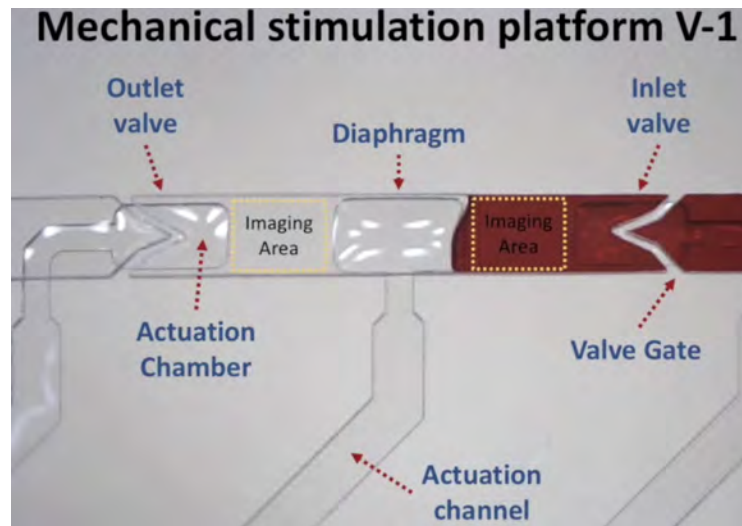 Mechanical stimulation platform V-1
Outlet
valve
Diaphragm
Inlet
valve
Imaging
Area
Imaging
Area
Actuation
Chamber
Valve Gate
Actuation
channel